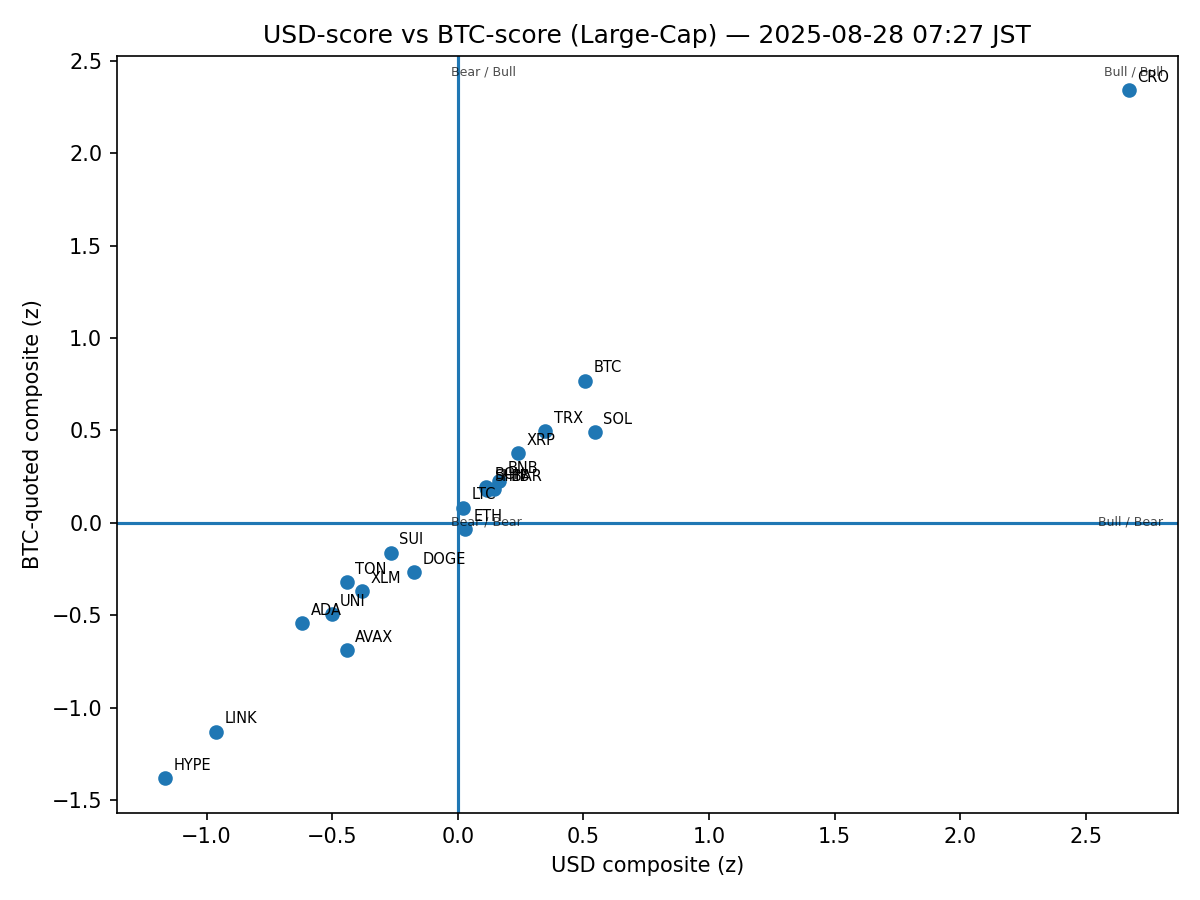 USD-score vs BTC-score (Large-Cap) — 2025-08-28 07:27 JST
2.5
Bear / Bull
Bull / Bull
CRO
2.0
1.5
1.0
BTC
TRX
SOL
0.5
XRP
BNB
LTC
ETH
0.0
Bear / Bear
Bull / Bear
SUI
DOGE
TON
XLM
UNI
ADA
−0.5
AVAX
−1.0
LINK
HYPE
−1.5
−1.0
−0.5
0.0
0.5
1.0
1.5
2.0
2.5
USD composite (z)
BTC-quoted composite (z)